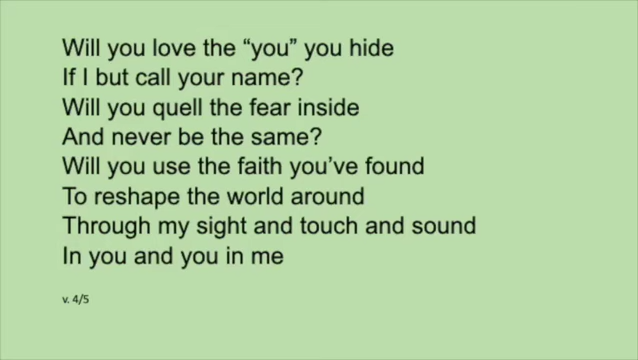 Will you love the “you” you hide
If I but call your name?
Will you quell the fear inside
And never be the same?
Will you use the faith you’ve found
To reshape the world around
Through my sight and touch and sound
In you and you in me
v. 4/5